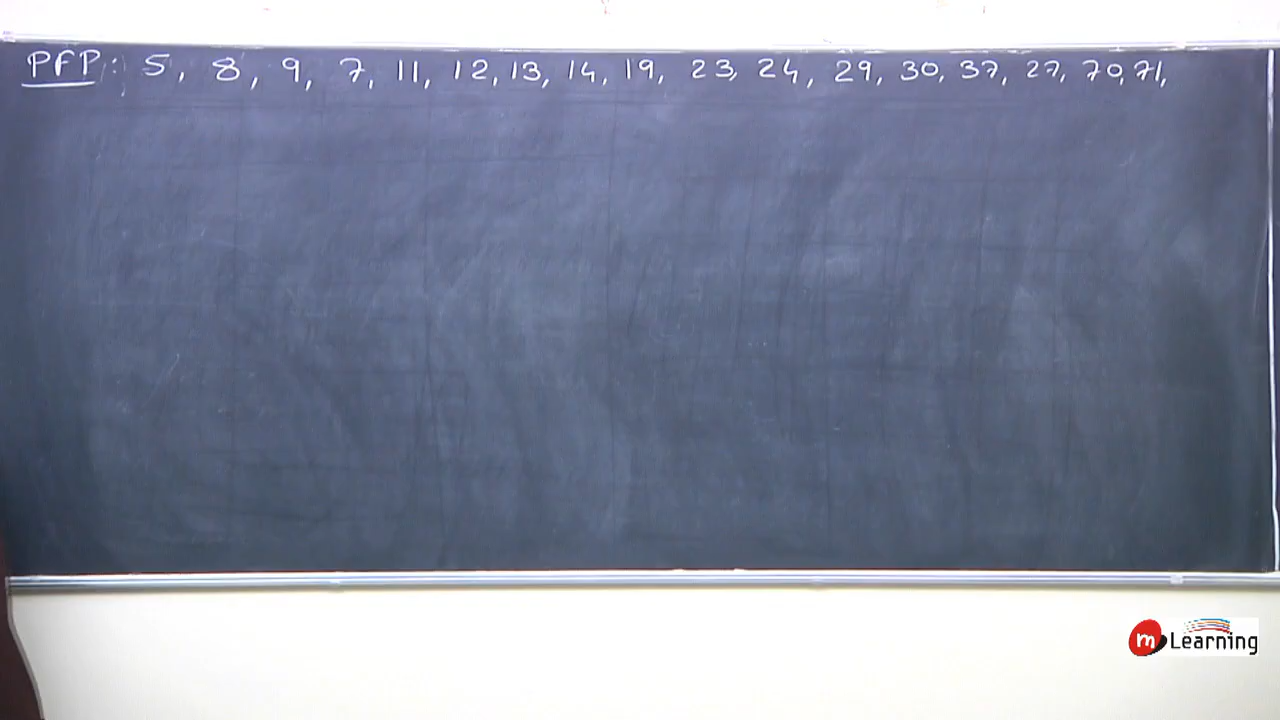 PFP: 5, 8, 9, 7, 11, 12, 13, 14, 19, 23, 24, 29, 30, 37, 27, 70, 71,
m Learning